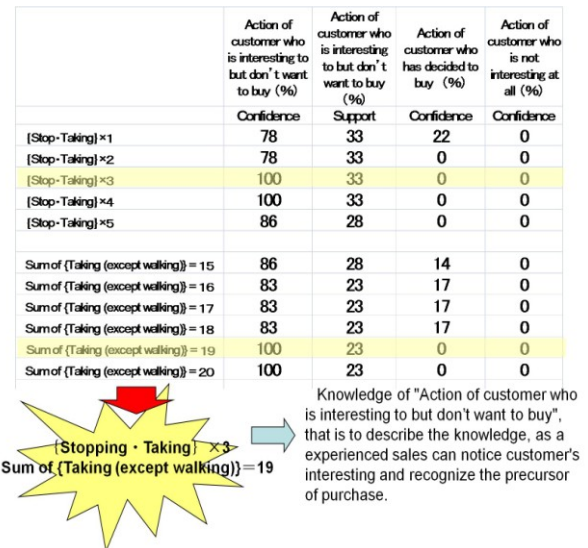 Action of customer who is interesting to but don't want to buy (%) Action of customer who is interesting to but don't want to buy (%) Action of customer who has decided to buy (%) Action of customer who is not interesting at all (%)
Confidence Support Confidence Confidence
{Stop・Taking}×1 78 33 22 0
{Stop・Taking}×2 78 33 0 0
{Stop・Taking}×3 100 33 0 0
{Stop・Taking}×4 100 33 0 0
{Stop・Taking}×5 86 28 0 0
Sum of {Taking (except walking)}=15 86 28 14 0
Sum of {Taking (except walking)}=16 83 23 17 0
Sum of {Taking (except walking)}=17 83 23 17 0
Sum of {Taking (except walking)}=18 83 23 17 0
Sum of {Taking (except walking)}=19 100 23 0 0
Sum of {Taking (except walking)}=20 100 23 0 0
{Stopping・Taking} ×3
Sum of {Taking (except walking)}=19
Knowledge of "Action of customer who
is interesting to but don't want to buy",
that is to describe the knowledge, as a
experienced sales can notice customer's
interesting and recognize the precursor
of purchase.